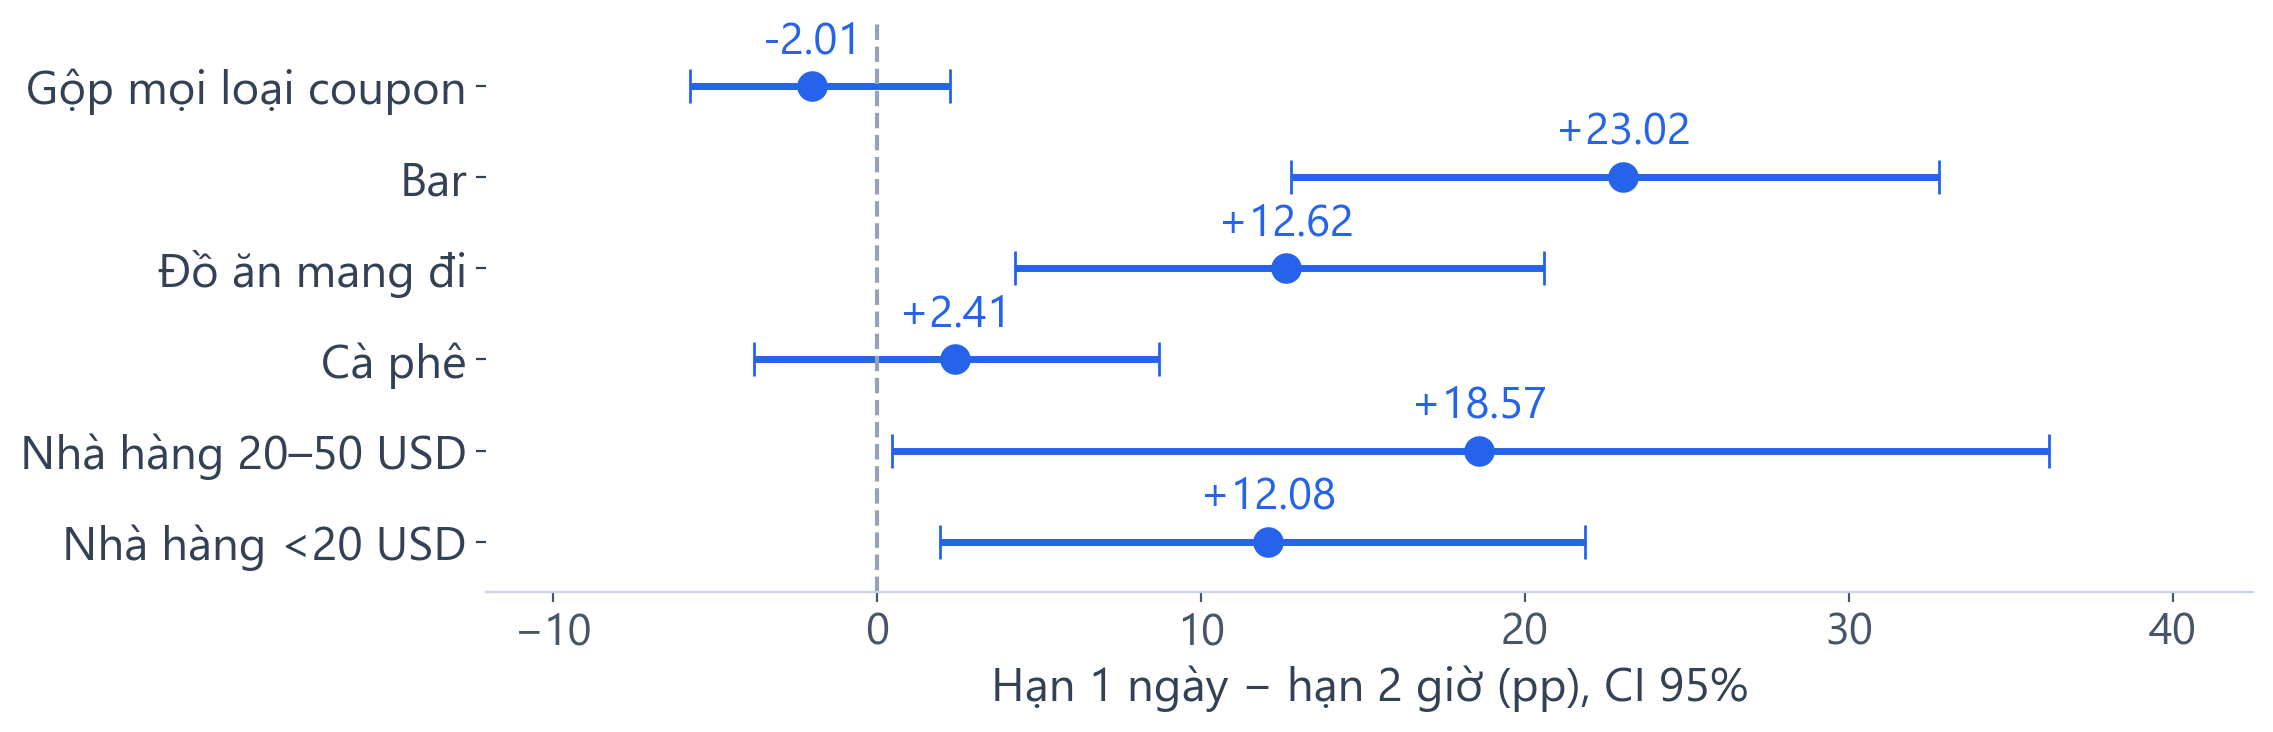 -2.01
Gộp mọi loại coupon
+23.02
Bar
+12.62
Đồ ăn mang đi
+2.41
Cà phê
+18.57
Nhà hàng 20–50 USD
+12.08
Nhà hàng <20 USD
−10 0 10 20 30 40
Hạn 1 ngày − hạn 2 giờ (pp), CI 95%